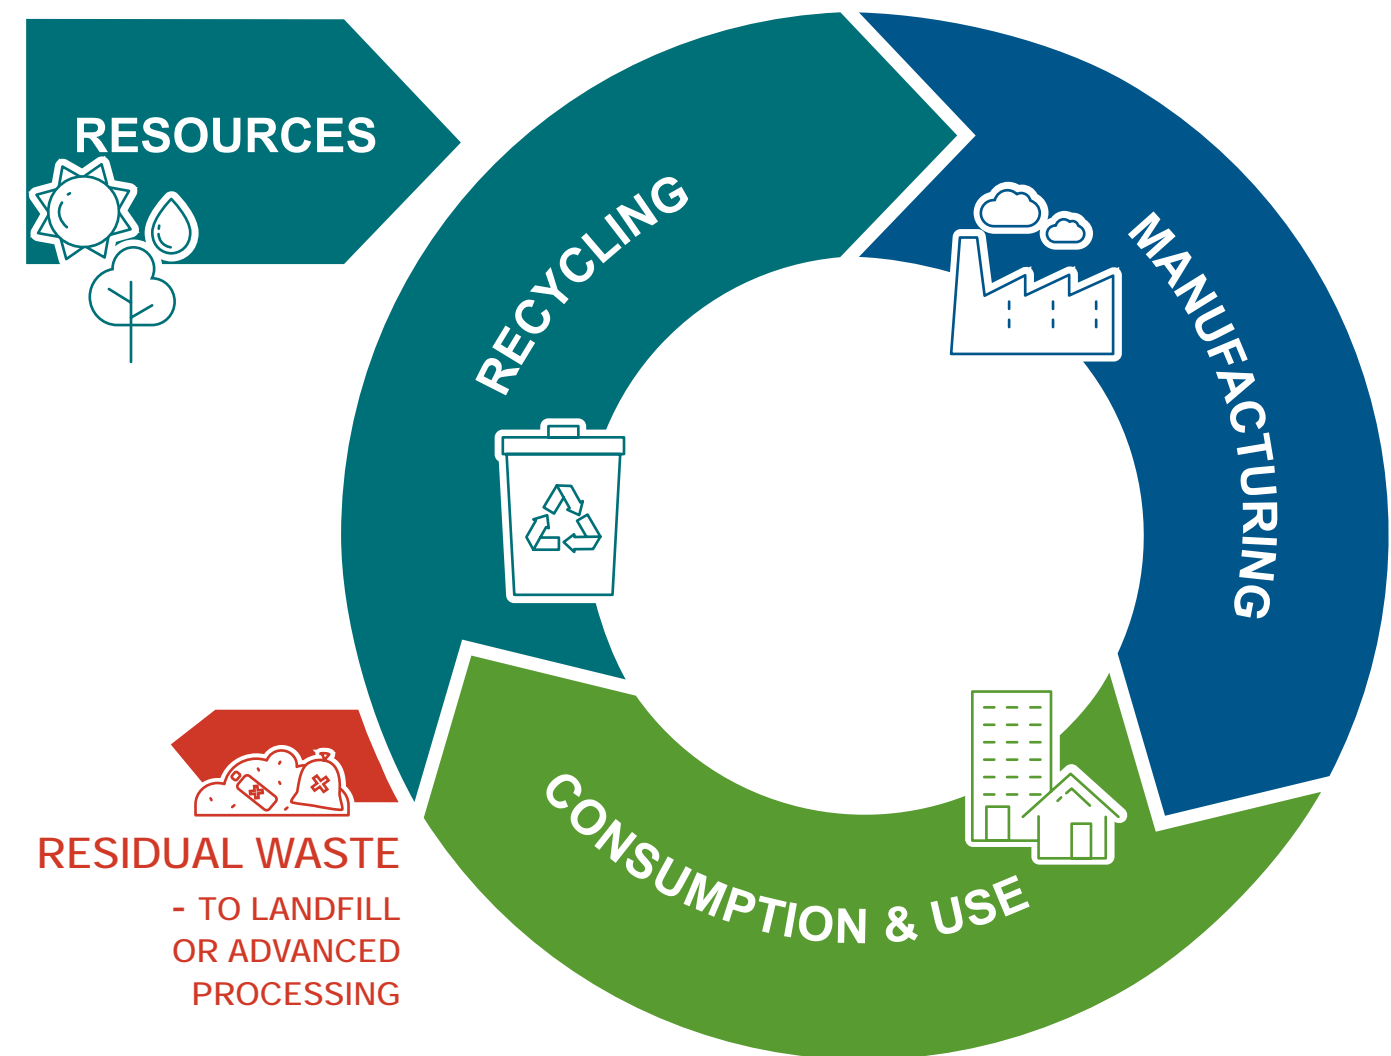 RESOURCES
RECYCLING
MANUFACTURING
CONSUMPTION & USE
RESIDUAL WASTE
- TO LANDFILL
OR ADVANCED
PROCESSING